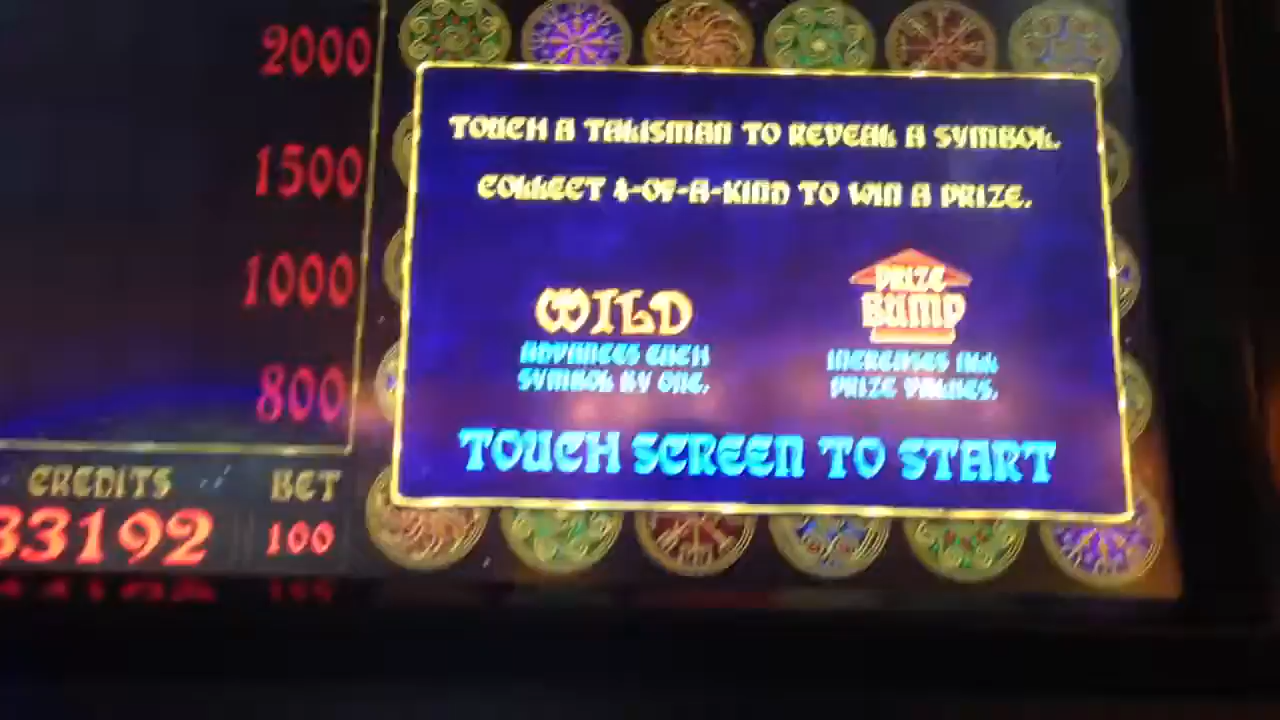 2000
1500
1000
800
CREDITS
BET
33192
100
TOUCH A TALISMAN TO REVEAL A SYMBOL.
COLLECT 4-OF-A-KIND TO WIN A PRIZE.
WILD
ADVANCES EACH
SYMBOL BY ONE.
PRIZE
BUMP
INCREASES ALL
PRIZE VALUES.
TOUCH SCREEN TO START